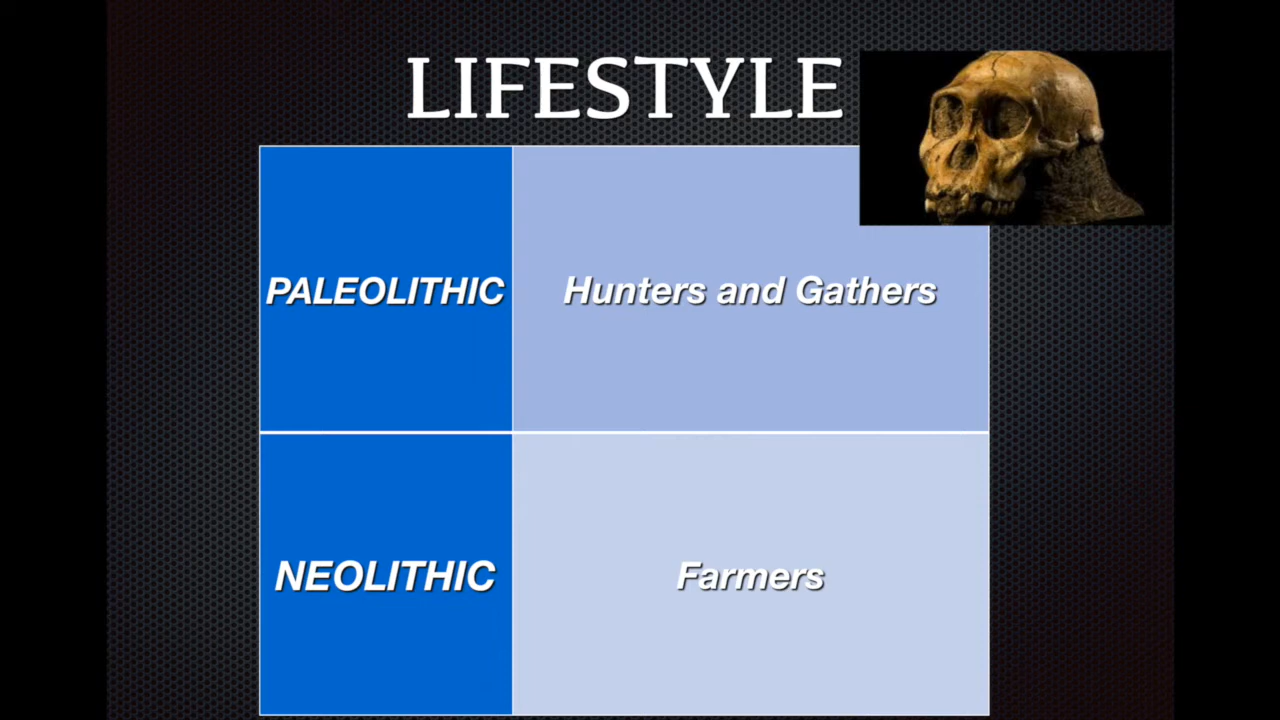 LIFESTYLE
PALEOLITHIC
Hunters and Gathers
NEOLITHIC
Farmers